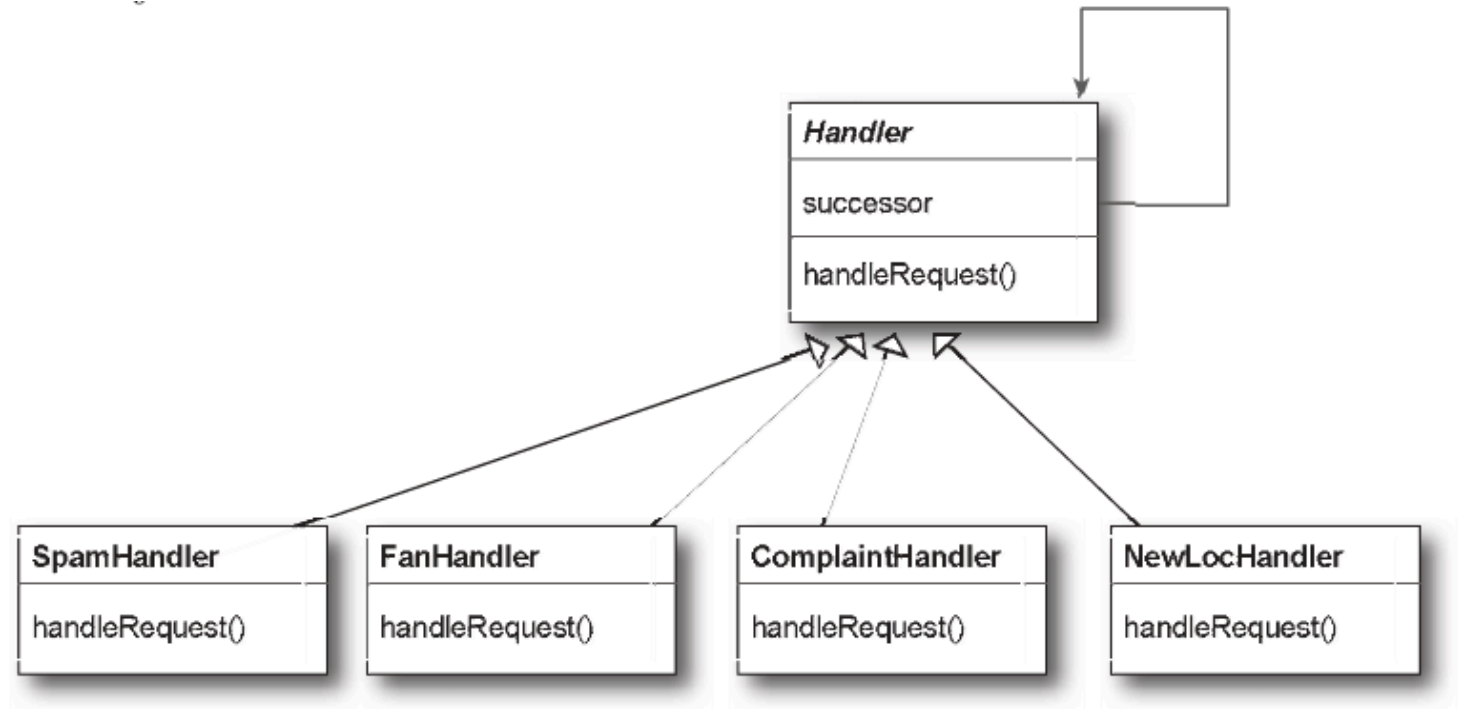 Handler
successor
handleRequest()
SpamHandler
handleRequest()
FanHandler
handleRequest()
ComplaintHandler
handleRequest()
NewLocHandler
handleRequest()